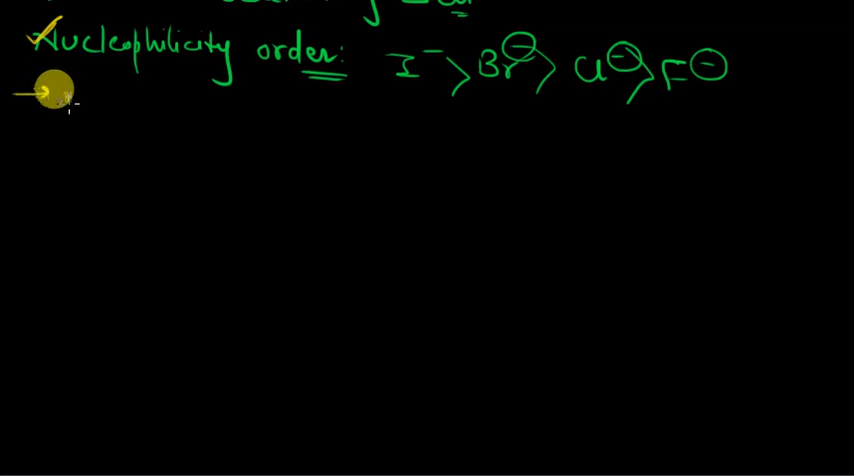 Nucleophilicity order: I⁻ > Br⊖ > Cl⊖ > F⊖